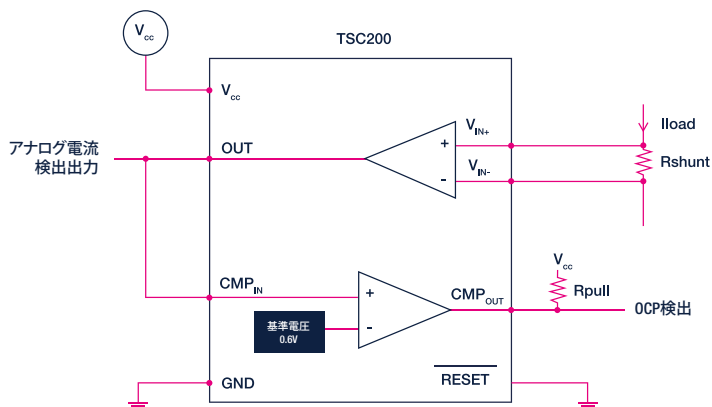 Vcc
TSC200
Vcc
アナログ電流
検出出力
OUT
VIN+
VIN-
+
-
Iload
Rshunt
CMPIN
+
-
基準電圧
0.6V
CMPOUT
Vcc
Rpull
OCP検出
GND
RESET